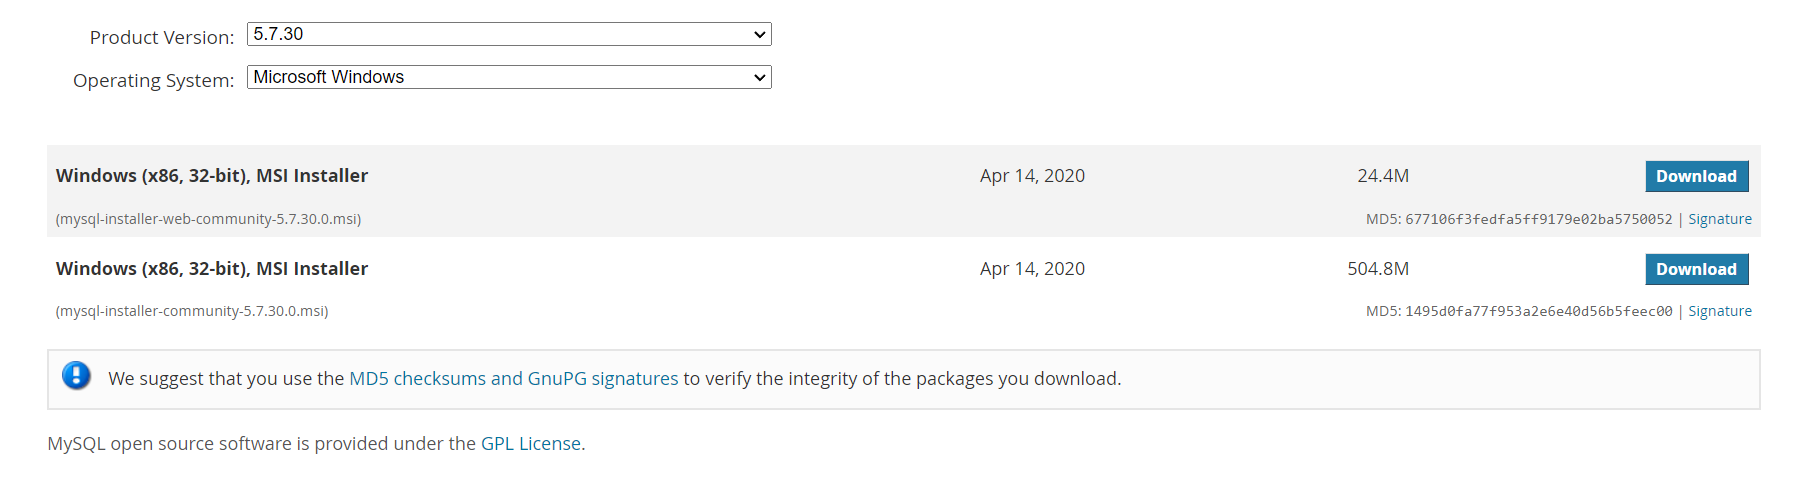 Product Version: 5.7.30
Operating System: Microsoft Windows
Windows (x86, 32-bit), MSI Installer Apr 14, 2020 24.4M Download
(mysql-installer-web-community-5.7.30.0.msi) MD5: 677106f3fedfa5ff9179e02ba5750052 | Signature
Windows (x86, 32-bit), MSI Installer Apr 14, 2020 504.8M Download
(mysql-installer-community-5.7.30.0.msi) MD5: 1495d0fa77f953a2e6e40d56b5feec00 | Signature
We suggest that you use the MD5 checksums and GnuPG signatures to verify the integrity of the packages you download.
MySQL open source software is provided under the GPL License.